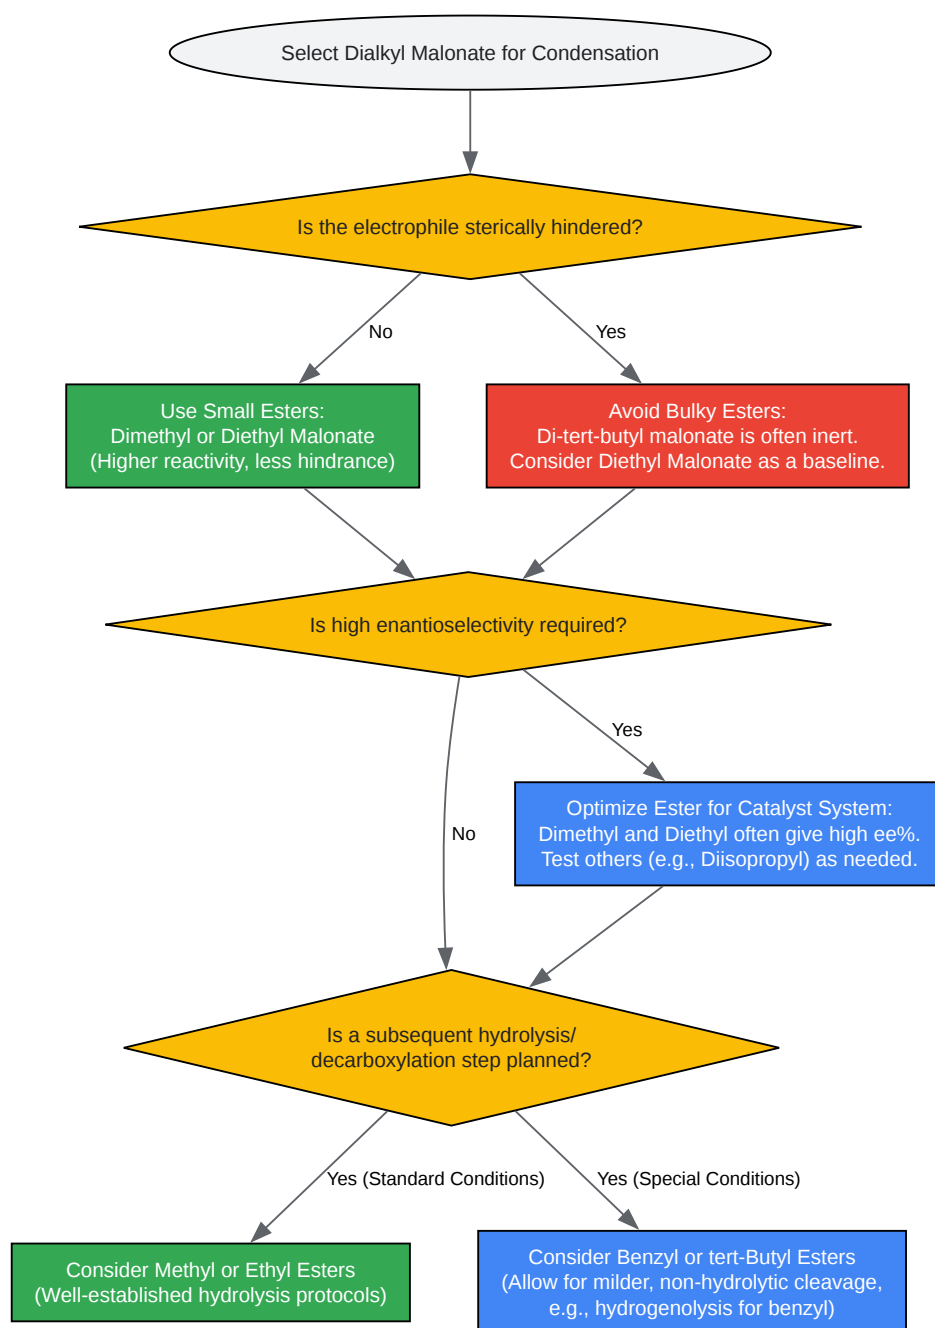 Select Dialkyl Malonate for Condensation
Is the electrophile sterically hindered?
No
Yes
Use Small Esters:
Dimethyl or Diethyl Malonate
(Higher reactivity, less hindrance)
Avoid Bulky Esters:
Di-tert-butyl malonate is often inert.
Consider Diethyl Malonate as a baseline.
Is high enantioselectivity required?
Yes
No
Optimize Ester for Catalyst System:
Dimethyl and Diethyl often give high ee%.
Test others (e.g., Diisopropyl) as needed.
Is a subsequent hydrolysis/
decarboxylation step planned?
Yes (Standard Conditions)
Yes (Special Conditions)
Consider Methyl or Ethyl Esters
(Well-established hydrolysis protocols)
Consider Benzyl or tert-Butyl Esters
(Allow for milder, non-hydrolytic cleavage,
e.g., hydrogenolysis for benzyl)